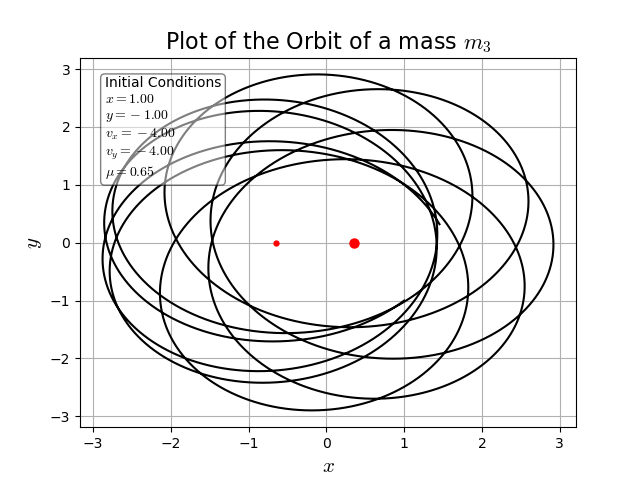 Plot of the Orbit of a mass m₃
Initial Conditions
x = 1.00
y = −1.00
vₓ = −4.00
v_y = −4.00
μ = 0.65
3
2
1
0
−1
−2
−3
y
−3 −2 −1 0 1 2 3
x